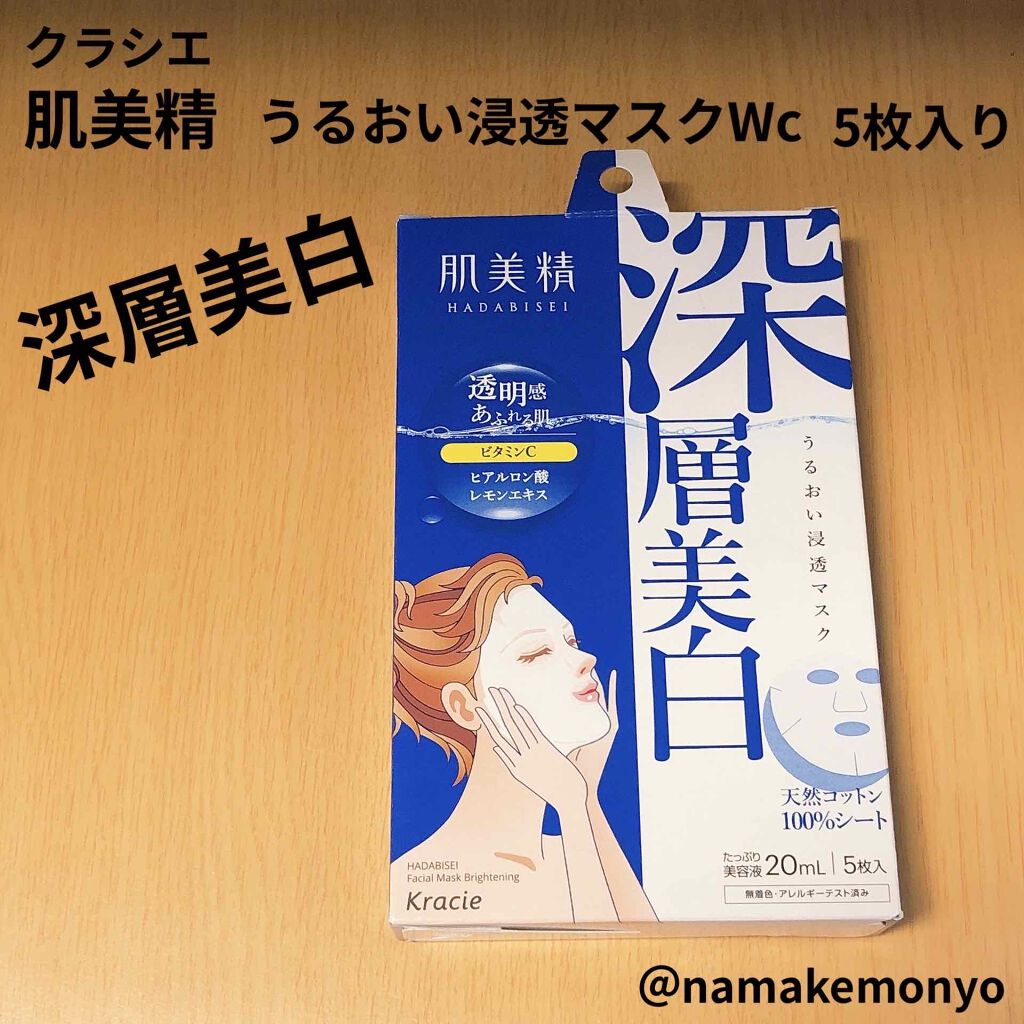 クラシエ
肌美精 うるおい浸透マスクWc 5枚入り
深層美白
肌美精
HADABISEI
透明感
あふれる肌
ビタミンC
ヒアルロン酸
レモンエキス
深層美白
うるおい浸透マスク
天然コットン
100%シート
たっぷり
美容液20mL 5枚入
無着色・アレルギーテスト済み
HADABISEI
Facial Mask Brightening
Kracie
@namakemonyo